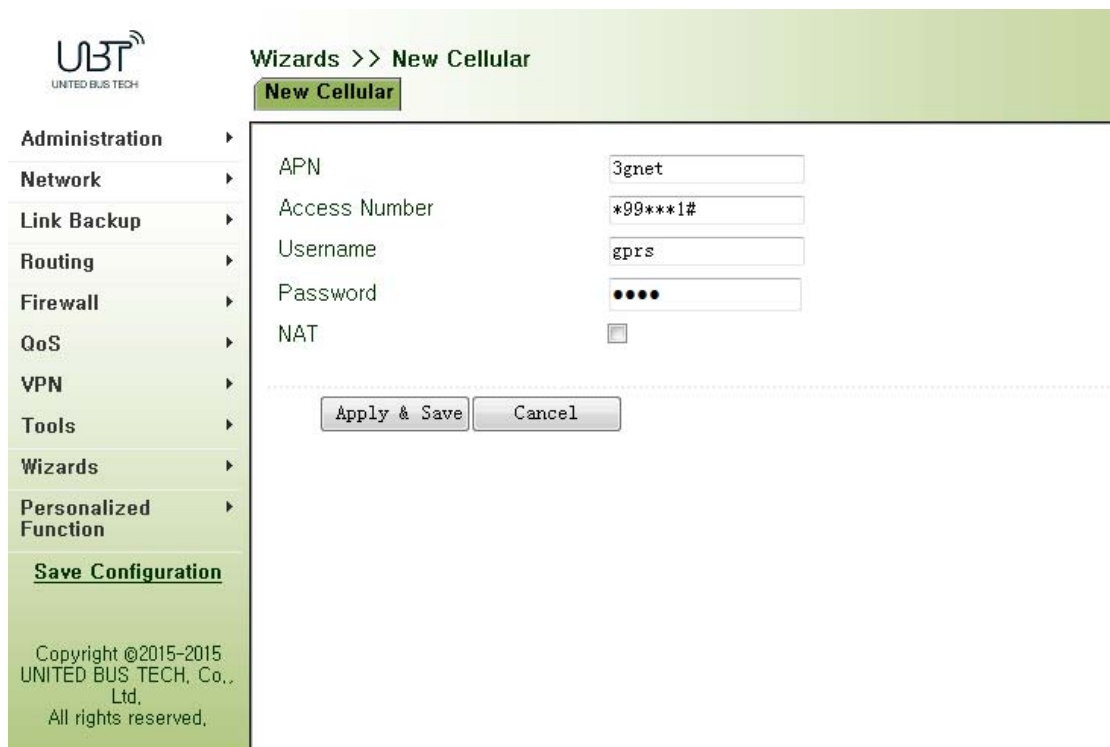 UBT
UNITED BUS TECH
Wizards >> New Cellular
New Cellular
Administration
Network
Link Backup
Routing
Firewall
QoS
VPN
Tools
Wizards
Personalized
Function
Save Configuration
Copyright ©2015-2015
UNITED BUS TECH. Co.,
Ltd.
All rights reserved.
APN 3gnet
Access Number *99***1#
Username gprs
Password ••••
NAT
Apply & Save Cancel